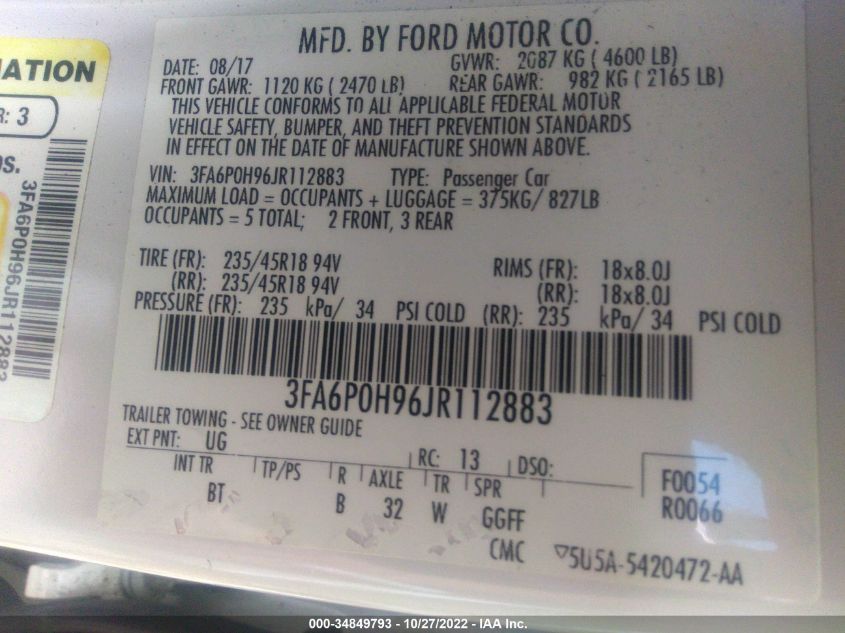 MFD. BY FORD MOTOR CO.
DATE: 08/17 GVWR: 2087 KG ( 4600 LB)
FRONT GAWR: 1120 KG ( 2470 LB) REAR GAWR: 982 KG ( 2165 LB)
THIS VEHICLE CONFORMS TO ALL APPLICABLE FEDERAL MOTOR
VEHICLE SAFETY, BUMPER, AND THEFT PREVENTION STANDARDS
IN EFFECT ON THE DATE OF MANUFACTURE SHOWN ABOVE.
VIN: 3FA6P0H96JR112883 TYPE: Passenger Car
MAXIMUM LOAD = OCCUPANTS + LUGGAGE = 375KG/ 827LB
OCCUPANTS = 5 TOTAL; 2 FRONT, 3 REAR
TIRE (FR): 235/45R18 94V RIMS (FR): 18x8.0J
(RR): 235/45R18 94V (RR): 18x8.0J
PRESSURE (FR): 235 kPa/ 34 PSI COLD (RR): 235 kPa/ 34 PSI COLD
3FA6P0H96JR112883
TRAILER TOWING - SEE OWNER GUIDE
EXT PNT: UG RC: 13 DSO:
INT TR TP/PS R AXLE TR SPR F0054
BT B 32 W GGFF R0066
CMC 5U5A-5420472-AA
MATION
R: 3
3FA6P0H96JR112883
000-34849793 - 10/27/2022 - IAA Inc.